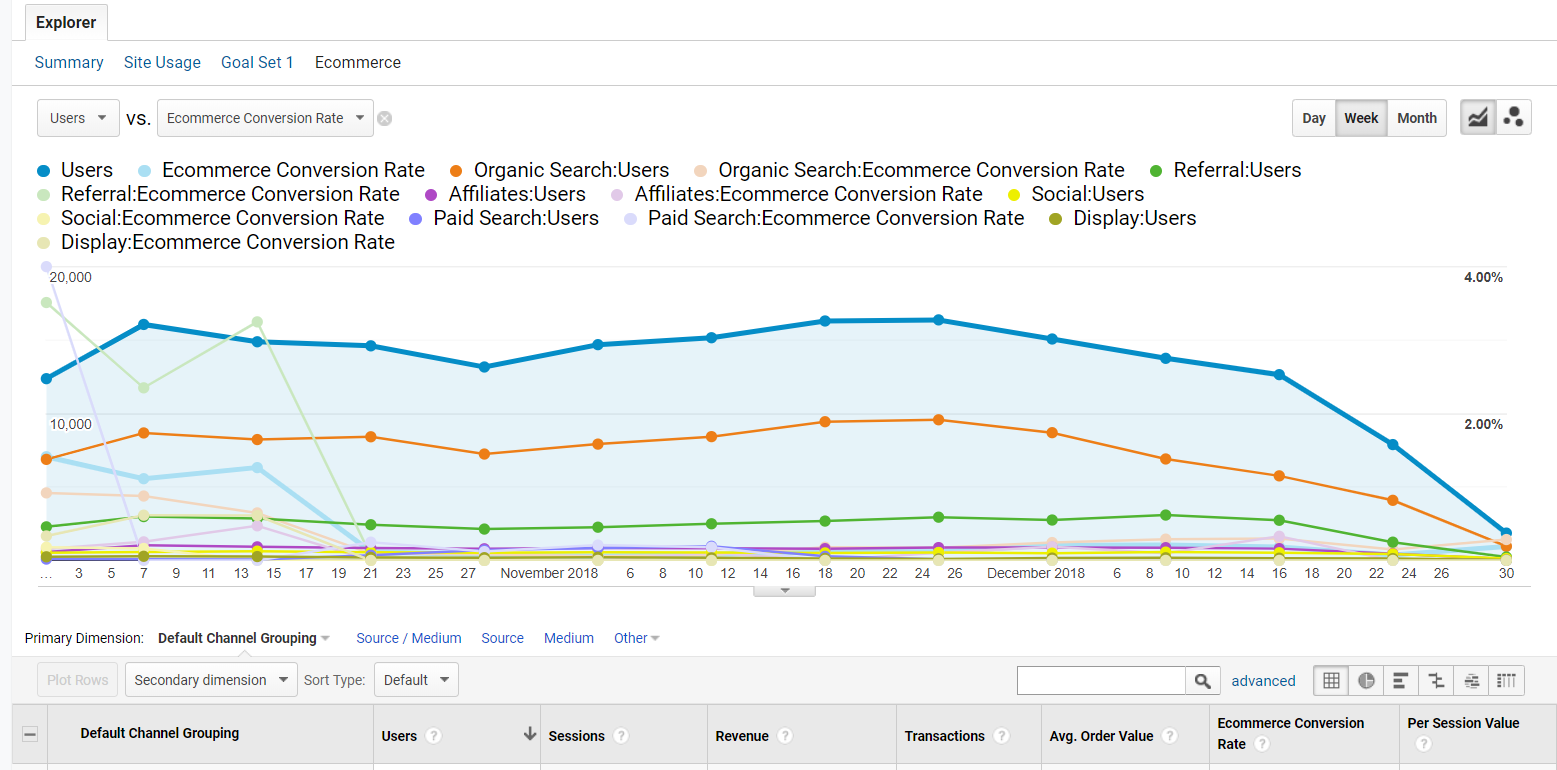 Explorer
Summary Site Usage Goal Set 1 Ecommerce
Users vs. Ecommerce Conversion Rate Day Week Month
Users Ecommerce Conversion Rate Organic Search:Users Organic Search:Ecommerce Conversion Rate Referral:Users
Referral:Ecommerce Conversion Rate Affiliates:Users Affiliates:Ecommerce Conversion Rate Social:Users
Social:Ecommerce Conversion Rate Paid Search:Users Paid Search:Ecommerce Conversion Rate Display:Users
Display:Ecommerce Conversion Rate
20,000 4.00%
10,000 2.00%
... 3 5 7 9 11 13 15 17 19 21 23 25 27 November 2018 6 8 10 12 14 16 18 20 22 24 26 December 2018 6 8 10 12 14 16 18 20 22 24 26 30
Primary Dimension: Default Channel Grouping Source / Medium Source Medium Other
Plot Rows Secondary dimension Sort Type: Default advanced
Default Channel Grouping Users ? Sessions ? Revenue ? Transactions ? Avg. Order Value ? Ecommerce Conversion Per Session Value
Rate ? ?